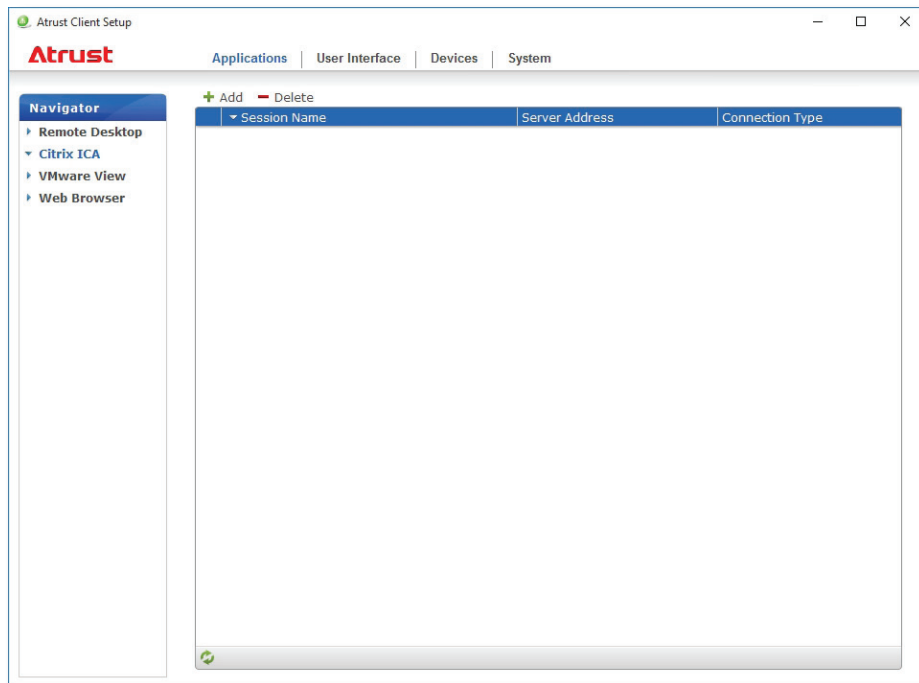 Atrust Client Setup
Atrust
Applications User Interface Devices System
Navigator
Remote Desktop
Citrix ICA
VMware View
Web Browser
Add Delete
Session Name Server Address Connection Type